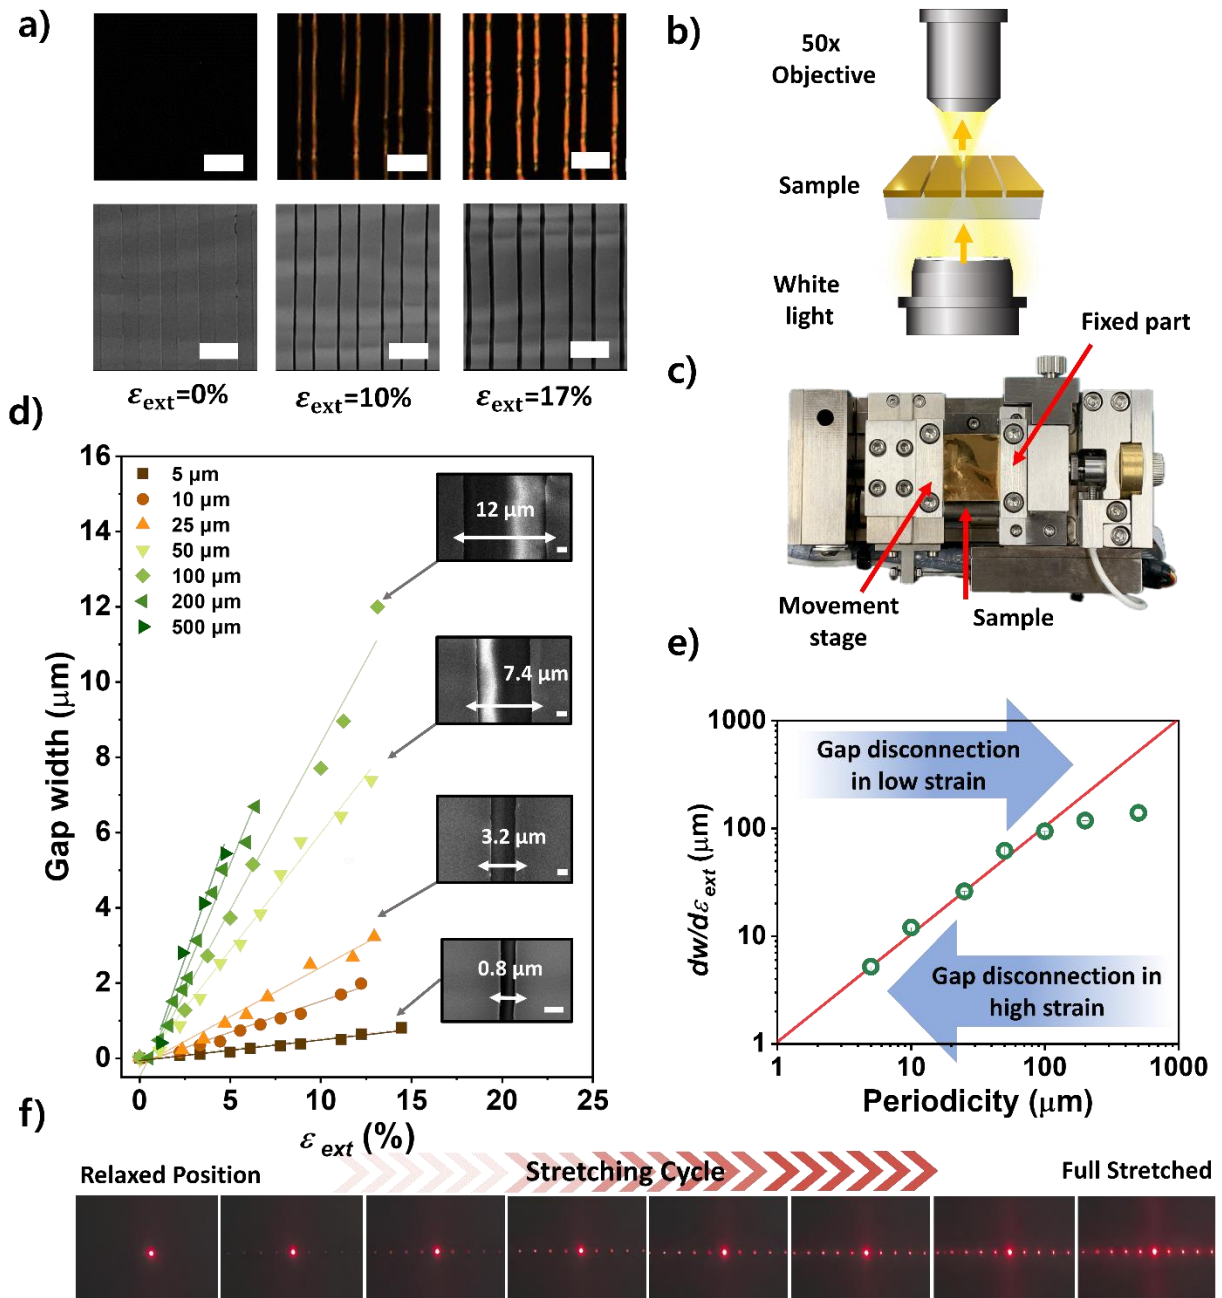 a)
ε_ext=0%
ε_ext=10%
ε_ext=17%
b)
50x
Objective
Sample
White
light
c)
Fixed part
Movement
stage
Sample
d)
16
14
12
10
8
6
4
2
0
Gap width (μm)
5 μm
10 μm
25 μm
50 μm
100 μm
200 μm
500 μm
12 μm
7.4 μm
3.2 μm
0.8 μm
0
5
10
15
20
25
ε_ext (%)
e)
1000
100
10
1
dw/dε_ext (μm)
Gap disconnection
in low strain
Gap disconnection in
high strain
1
10
100
1000
Periodicity (μm)
f)
Relaxed Position
Stretching Cycle
Full Stretched